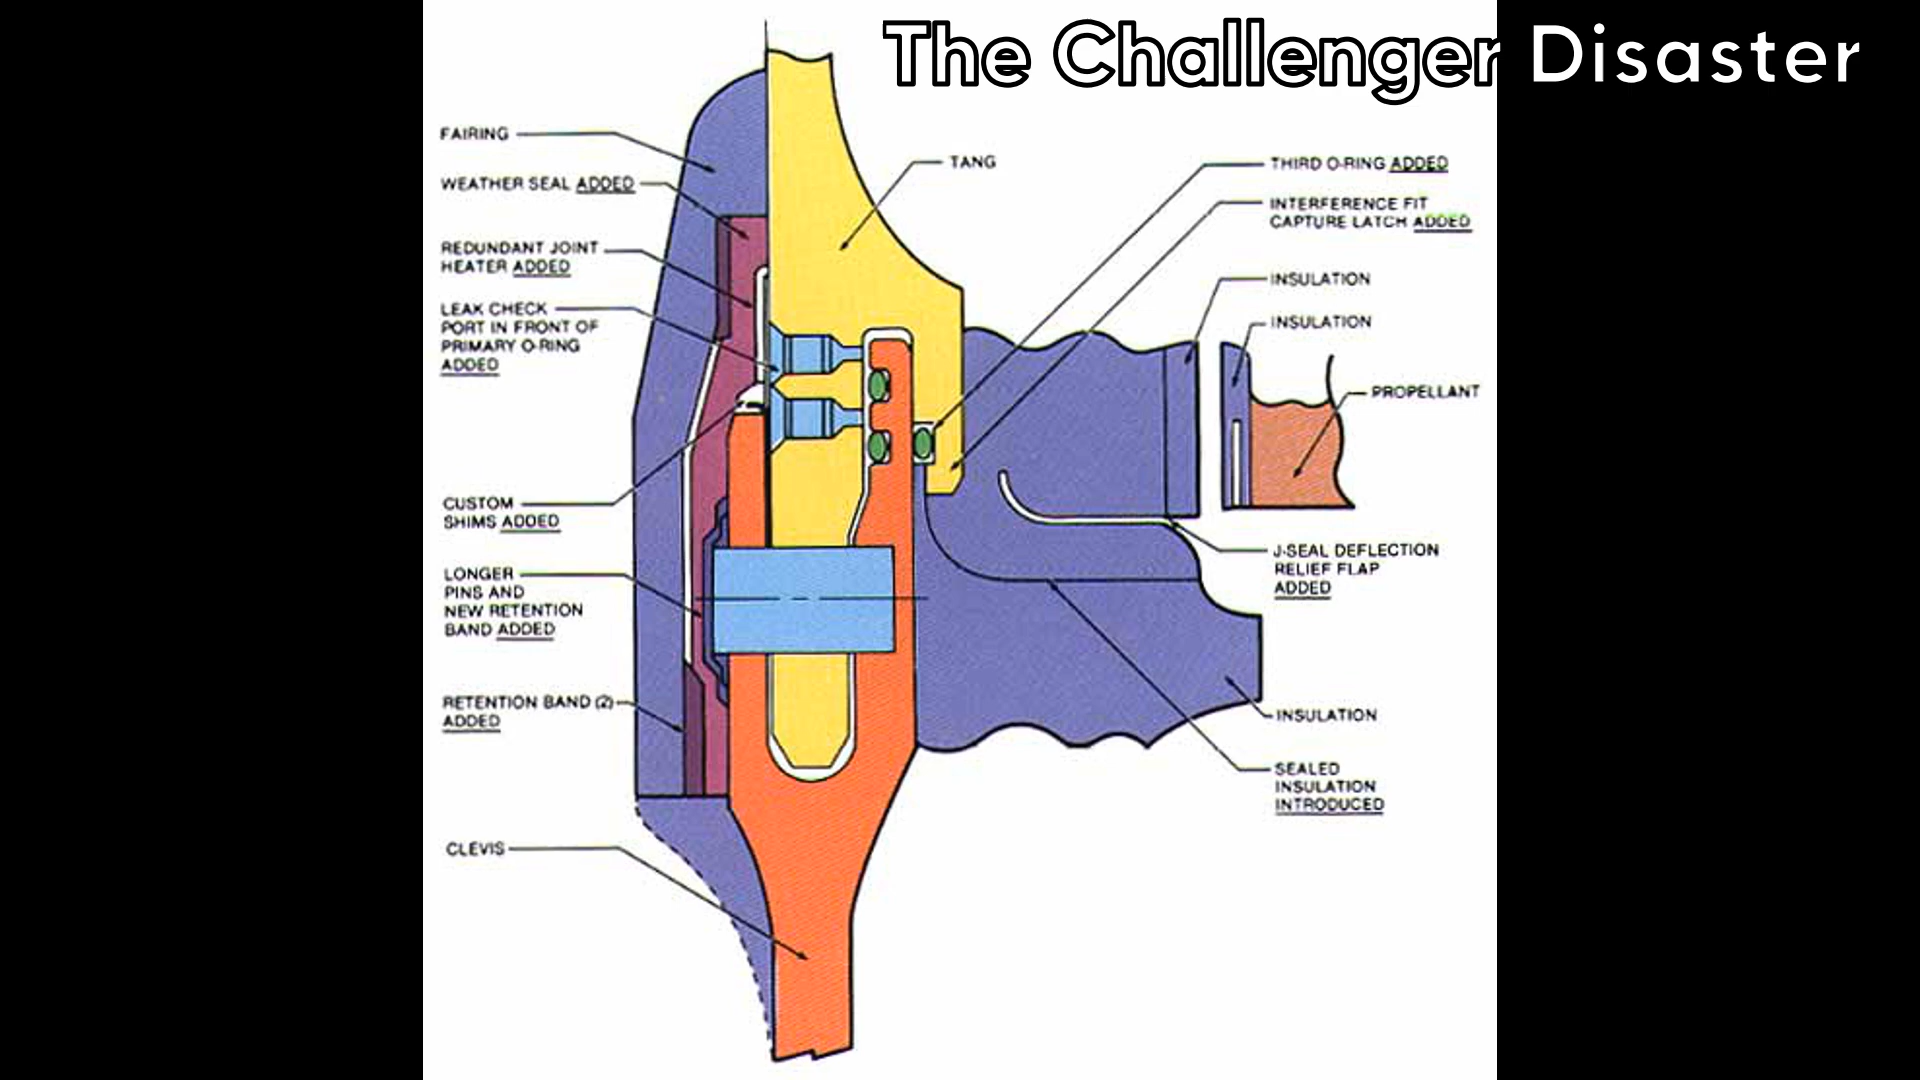 The Challenger Disaster
FAIRING
WEATHER SEAL ADDED
REDUNDANT JOINT
HEATER ADDED
LEAK CHECK
PORT IN FRONT OF
PRIMARY O-RING
ADDED
CUSTOM
SHIMS ADDED
LONGER
PINS AND
NEW RETENTION
BAND ADDED
RETENTION BAND (2)
ADDED
CLEVIS
TANG
THIRD O-RING ADDED
INTERFERENCE FIT
CAPTURE LATCH ADDED
INSULATION
INSULATION
PROPELLANT
J-SEAL DEFLECTION
RELIEF FLAP
ADDED
INSULATION
SEALED
INSULATION
INTRODUCED